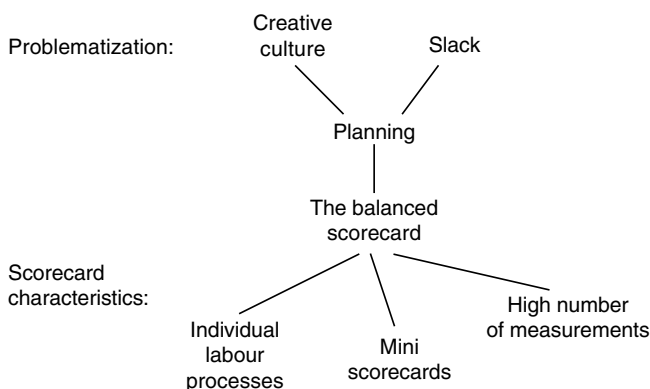 Problematization:
Creative
culture
Slack
Planning
The balanced
scorecard
Scorecard
characteristics:
Individual
labour
processes
Mini
scorecards
High number
of measurements